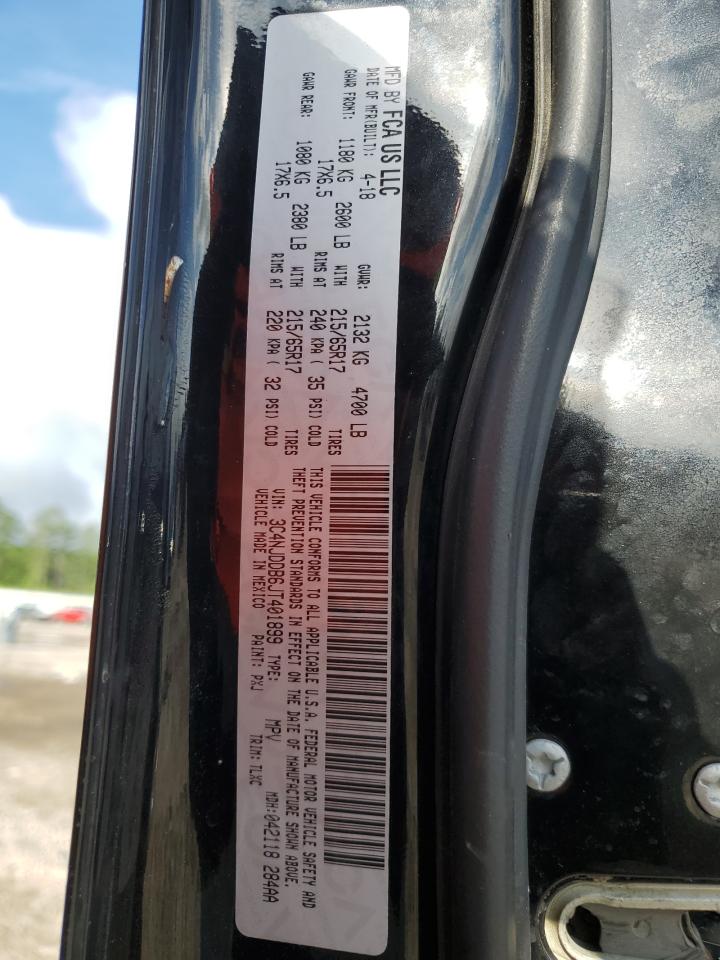 MFD BY FCA US LLC
DATE OF MFR(BUILT): 4-18 GVWR: 2132 KG 4700 LB
GAWR FRONT: 1180 KG 2600 LB WITH 215/65R17 TIRES
17X6.5 RIMS AT 240 KPA ( 35 PSI) COLD
GAWR REAR: 1080 KG 2380 LB WITH 215/65R17 TIRES
17X6.5 RIMS AT 220 KPA ( 32 PSI) COLD
THIS VEHICLE CONFORMS TO ALL APPLICABLE U.S.A. FEDERAL MOTOR VEHICLE SAFETY AND
THEFT PREVENTION STANDARDS IN EFFECT ON THE DATE OF MANUFACTURE SHOWN ABOVE.
VIN: 3C4NJDDB6JT401899 TYPE: MPV MDH:042118 284AA
VEHICLE MADE IN MEXICO PAINT: PXJ TRIM: TLXC